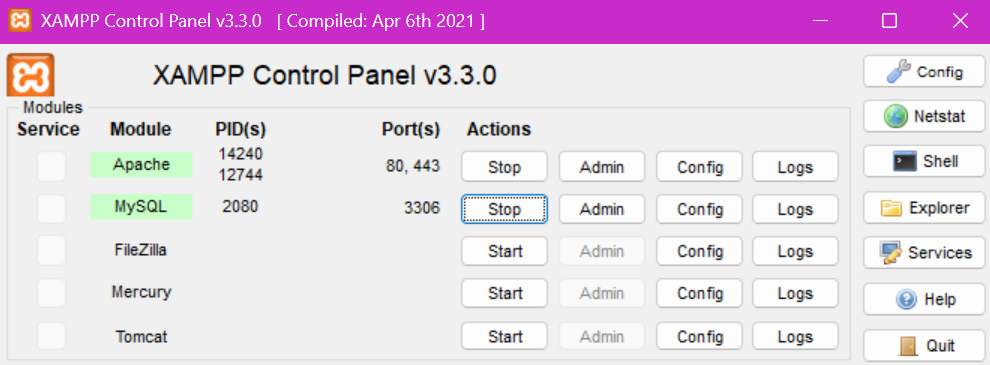 XAMPP Control Panel v3.3.0 [ Compiled: Apr 6th 2021 ]
XAMPP Control Panel v3.3.0
Config
Modules
Service Module PID(s) Port(s) Actions
Netstat
Apache 14240 12744 80, 443 Stop Admin Config Logs
Shell
MySQL 2080 3306 Stop Admin Config Logs
Explorer
FileZilla Start Admin Config Logs
Services
Mercury Start Admin Config Logs
Help
Tomcat Start Admin Config Logs
Quit